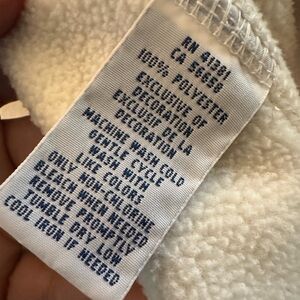 RN 41381
CA 56658
100% POLYESTER
EXCLUSIVE OF
DECORATION
EXCLUSIF DE LA
DECORATION
MACHINE WASH COLD
GENTLE CYCLE
WASH WITH
LIKE COLORS
ONLY NON-CHLORINE
BLEACH WHEN NEEDED
REMOVE PROMPTLY
TUMBLE DRY LOW
COOL IRON IF NEEDED